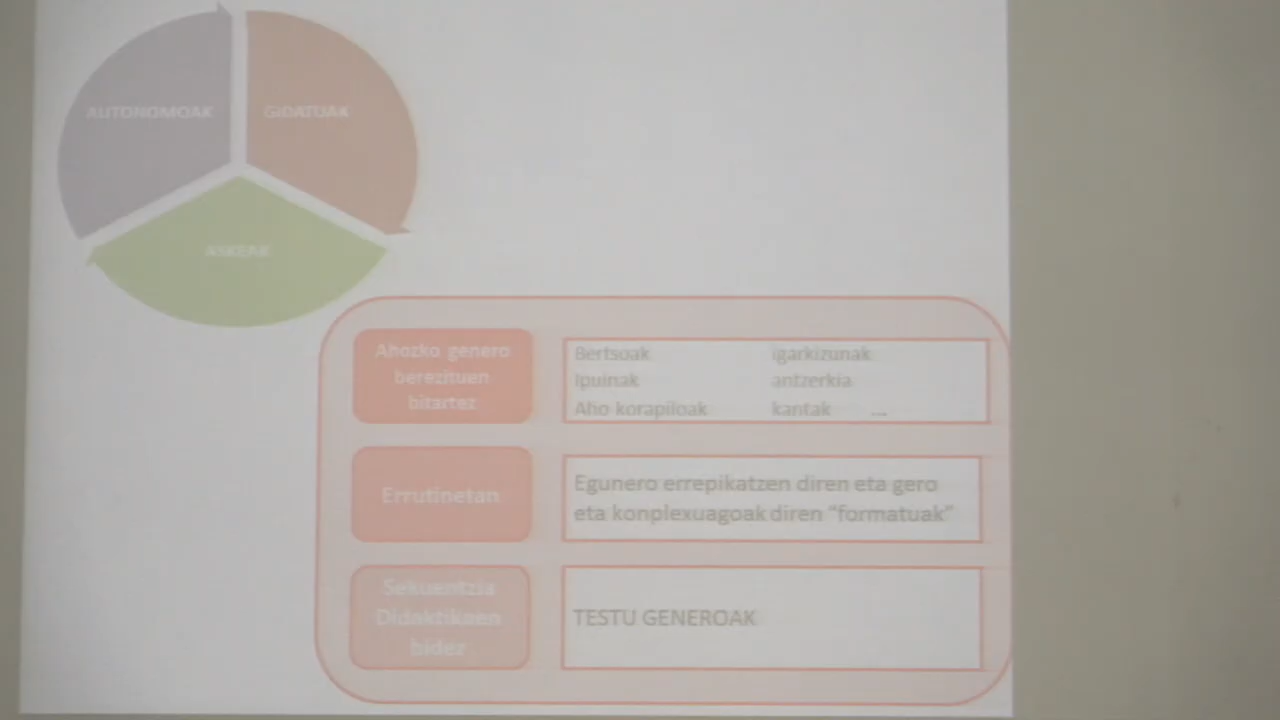 AUTONOMOAK
GIDATUAK
ASKEAK
Ahozko genero
berezituen
bitartez
Bertsoak igarkizunak
Ipuinak antzerkia
Aho korapiloak kantak ...
Errutinetan
Egunero errepikatzen diren eta gero
eta konplexuagoak diren “formatuak”
Sekuentzia
Didaktikoen
bidez
TESTU GENEROAK